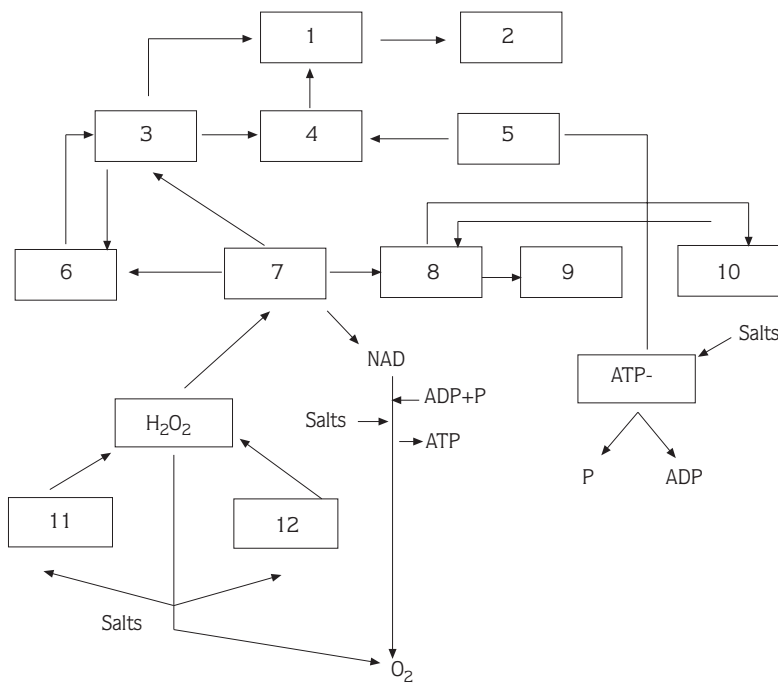 1
2
3
4
5
6
7
8
9
10
Salts
NAD
ATP-
ADP+P
H₂O₂
Salts
ATP
P
ADP
11
12
Salts
O₂